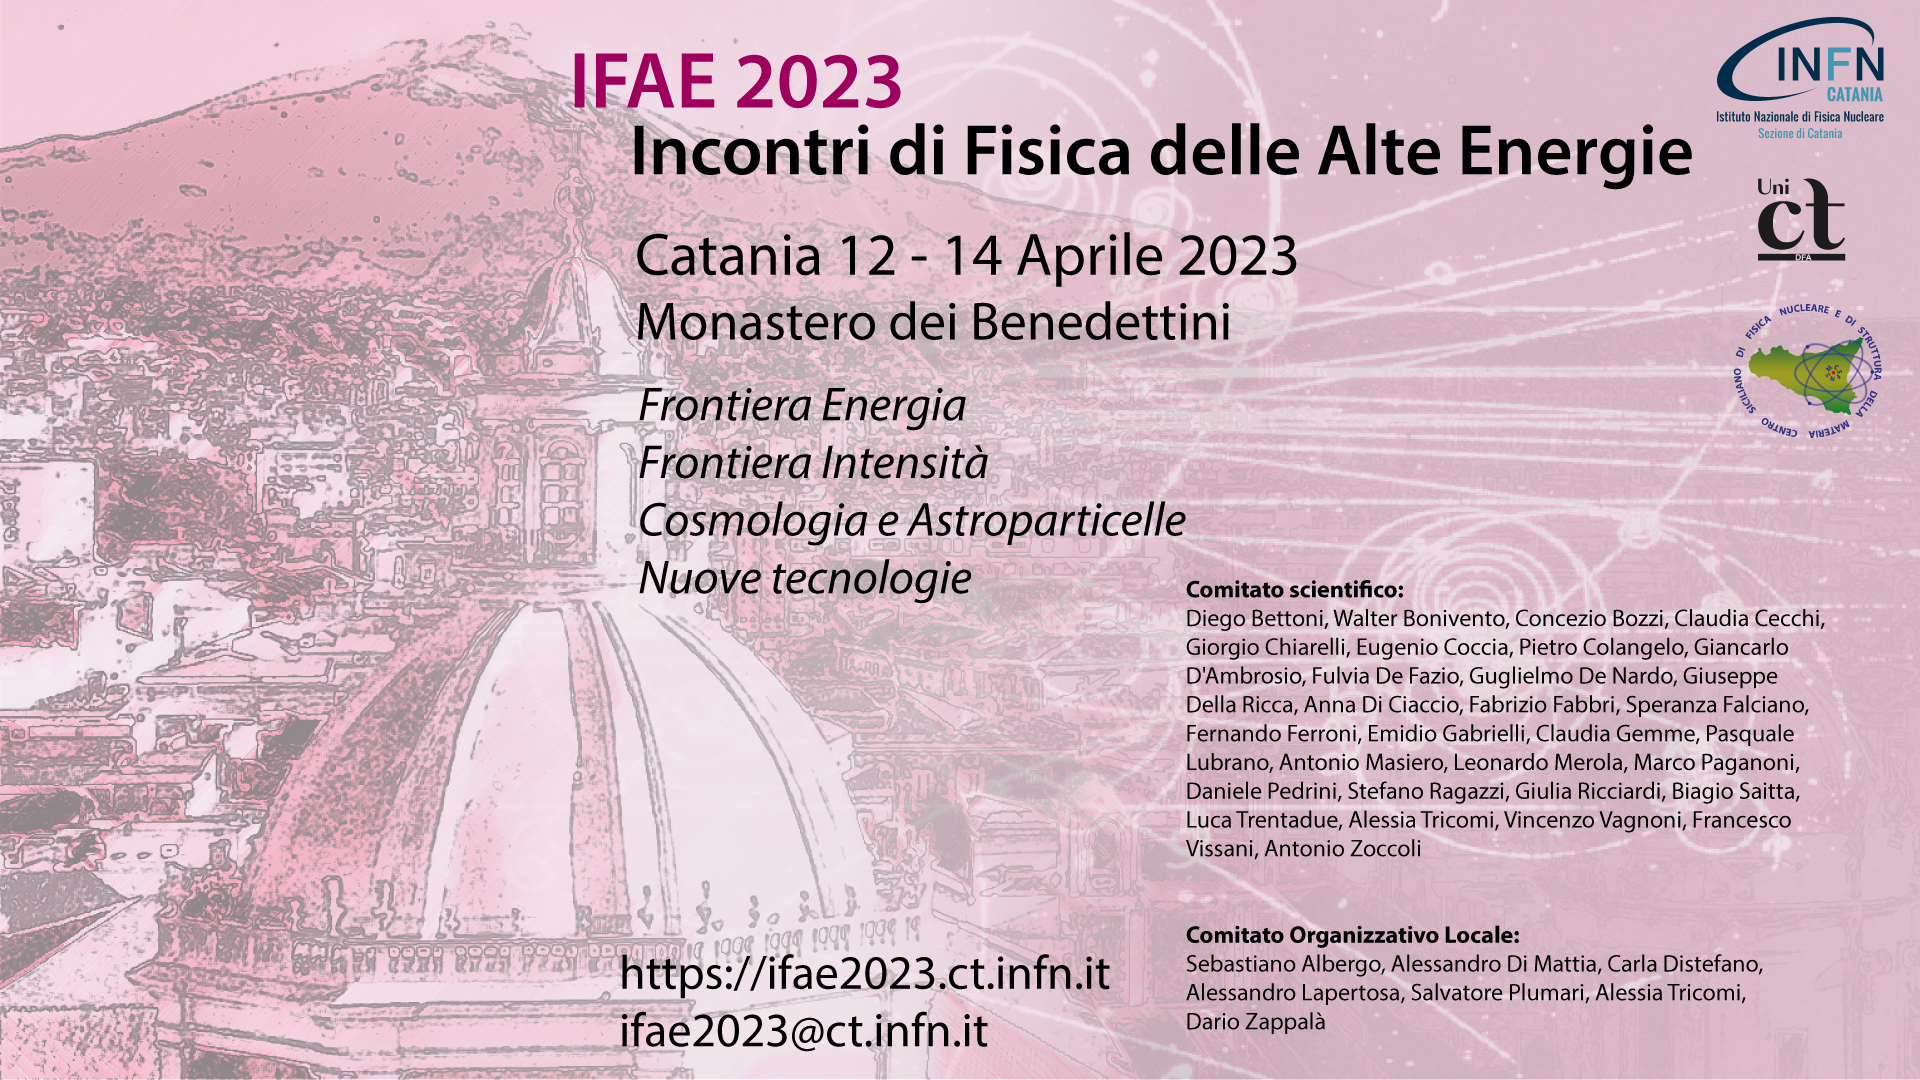 IFAE 2023
Incontri di Fisica delle Alte Energie
Catania 12 - 14 Aprile 2023
Monastero dei Benedettini
Frontiera Energia
Frontiera Intensità
Cosmologia e Astroparticelle
Nuove tecnologie
https://ifae2023.ct.infn.it
ifae2023@ct.infn.it
INFN
CATANIA
Istituto Nazionale di Fisica Nucleare
Sezione di Catania
Uni
ct
DFA
CENTRO SICILIANO DI FISICA NUCLEARE E DI STRUTTURA DELLA MATERIA
Comitato scientifico:
Diego Bettoni, Walter Bonivento, Concezio Bozzi, Claudia Cecchi,
Giorgio Chiarelli, Eugenio Coccia, Pietro Colangelo, Giancarlo
D'Ambrosio, Fulvia De Fazio, Guglielmo De Nardo, Giuseppe
Della Ricca, Anna Di Ciaccio, Fabrizio Fabbri, Speranza Falciano,
Fernando Ferroni, Emidio Gabrielli, Claudia Gemme, Pasquale
Lubrano, Antonio Masiero, Leonardo Merola, Marco Paganoni,
Daniele Pedrini, Stefano Ragazzi, Giulia Ricciardi, Biagio Saitta,
Luca Trentadue, Alessia Tricomi, Vincenzo Vagnoni, Francesco
Vissani, Antonio Zoccoli
Comitato Organizzativo Locale:
Sebastiano Albergo, Alessandro Di Mattia, Carla Distefano,
Alessandro Lapertosa, Salvatore Plumari, Alessia Tricomi,
Dario Zappalà